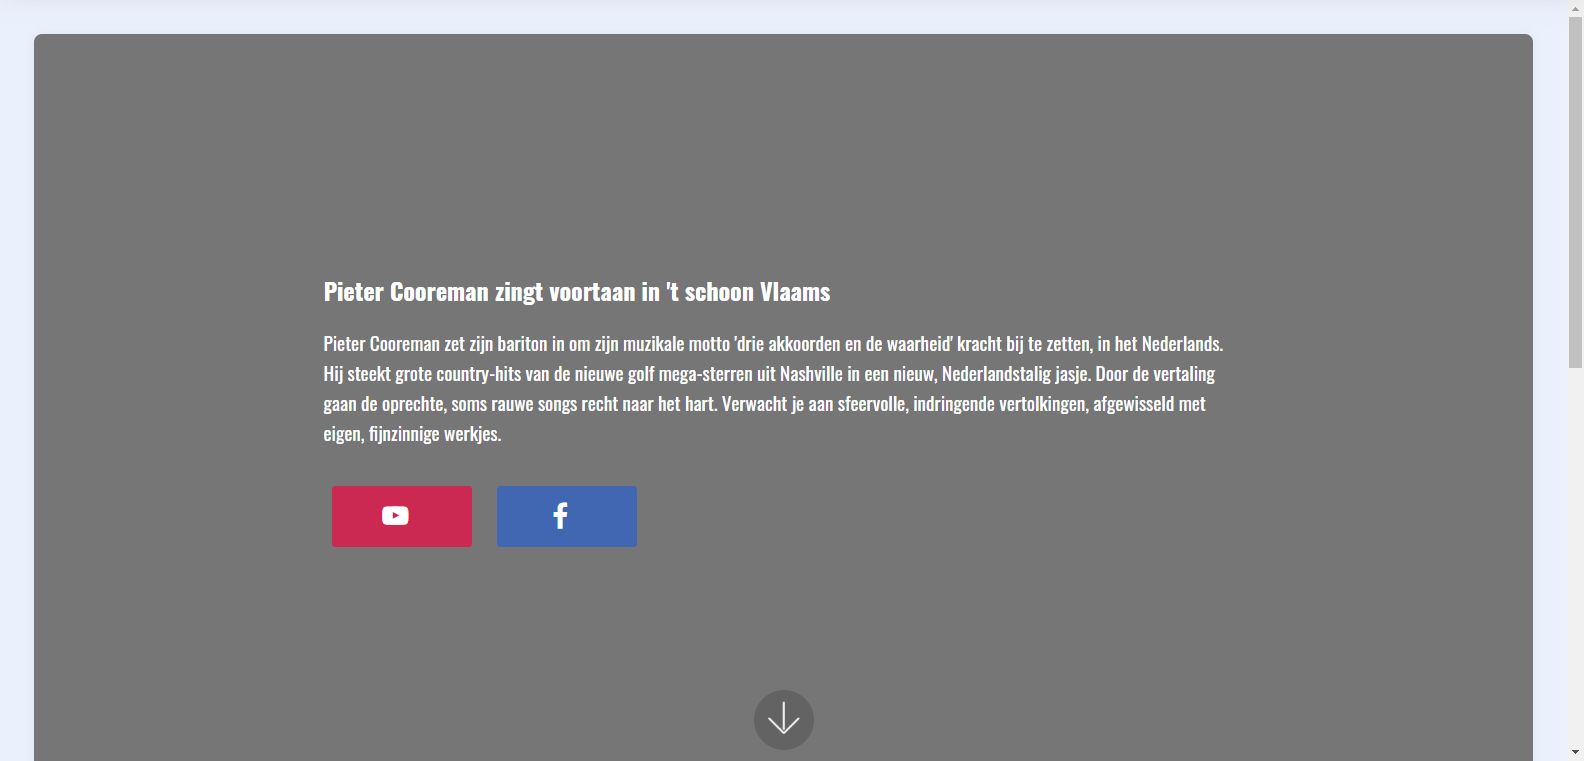 Pieter Cooreman zingt voortaan in 't schoon Vlaams
Pieter Cooreman zet zijn bariton in om zijn muzikale motto 'drie akkoorden en de waarheid' kracht bij te zetten, in het Nederlands.
Hij steekt grote country-hits van de nieuwe golf mega-sterren uit Nashville in een nieuw, Nederlandstalig jasje. Door de vertaling
gaan de oprechte, soms rauwe songs recht naar het hart. Verwacht je aan sfeervolle, indringende vertolkingen, afgewisseld met
eigen, fijnzinnige werkjes.